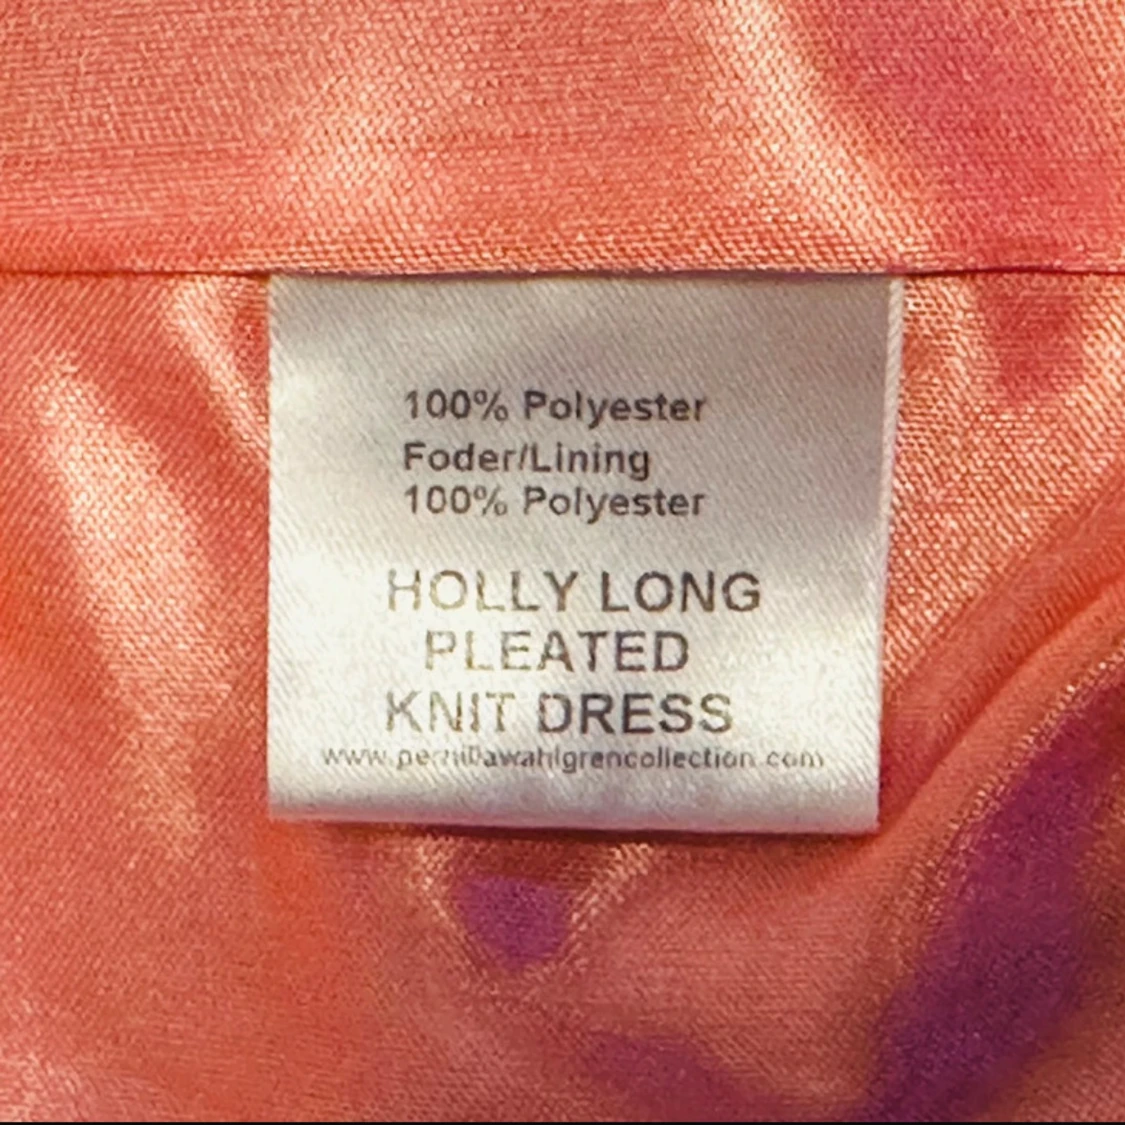 100% Polyester
Foder/Lining
100% Polyester
HOLLY LONG
PLEATED
KNIT DRESS
www.pernillawahlgrencollection.com